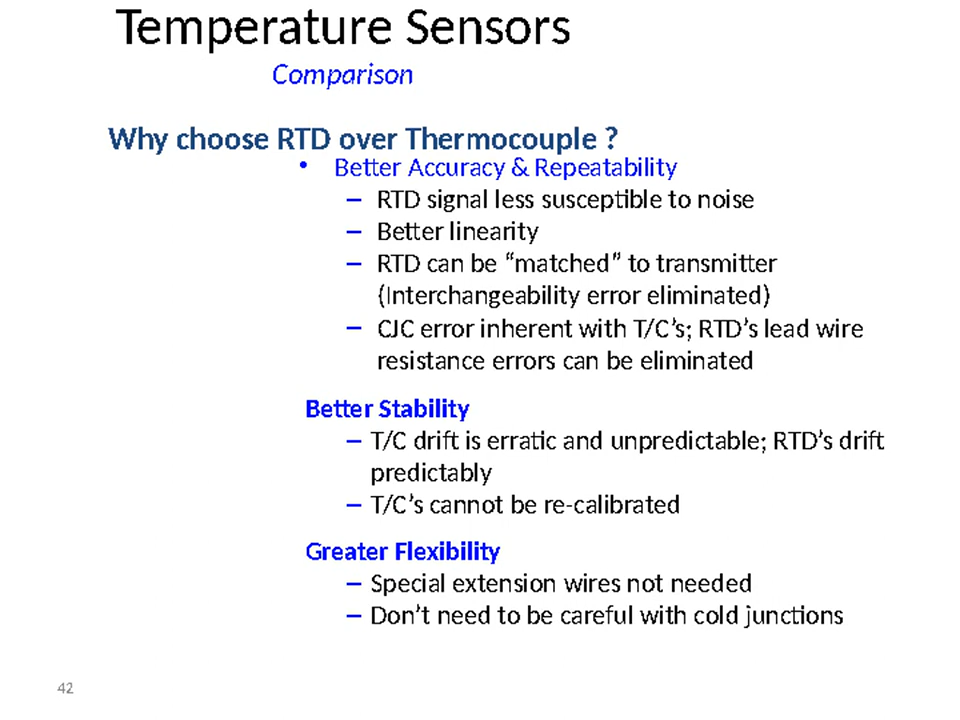 Temperature Sensors
Comparison
Why choose RTD over Thermocouple ?
• Better Accuracy & Repeatability
– RTD signal less susceptible to noise
– Better linearity
– RTD can be “matched” to transmitter
(Interchangeability error eliminated)
– CJC error inherent with T/C’s; RTD’s lead wire
resistance errors can be eliminated
Better Stability
– T/C drift is erratic and unpredictable; RTD’s drift
predictably
– T/C’s cannot be re-calibrated
Greater Flexibility
– Special extension wires not needed
– Don’t need to be careful with cold junctions
42